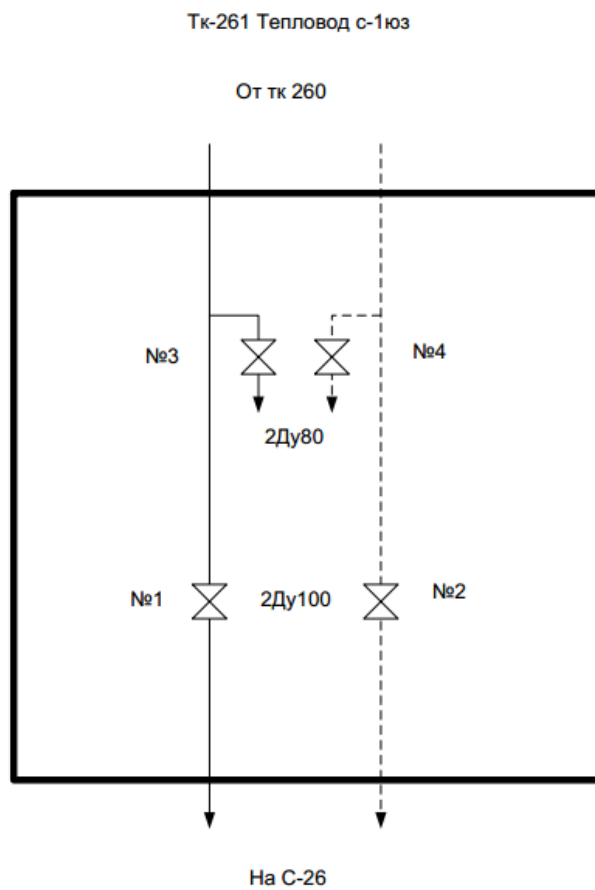 Тк-261 Тепловод с-1юз
От тк 260
№3
№4
2Ду80
№1
2Ду100
№2
На С-26